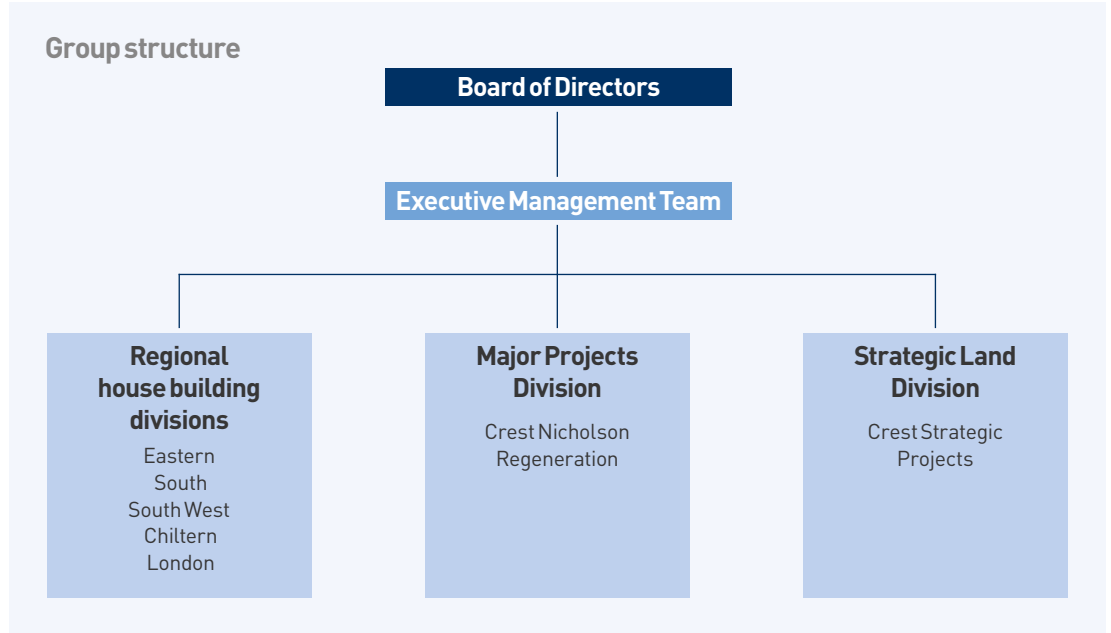 Group structure
Board of Directors
Executive Management Team
Regional
house building
divisions
Eastern
South
South West
Chiltern
London
Major Projects
Division
Crest Nicholson
Regeneration
Strategic Land
Division
Crest Strategic
Projects